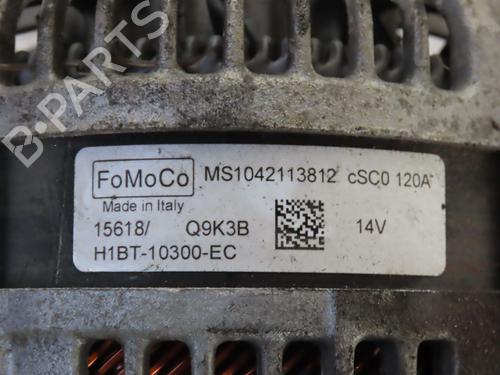 B-PARTS
FoMoCo MS1042113812 cSC0 120A
Made in Italy
15618/ Q9K3B 14V
H1BT-10300-EC